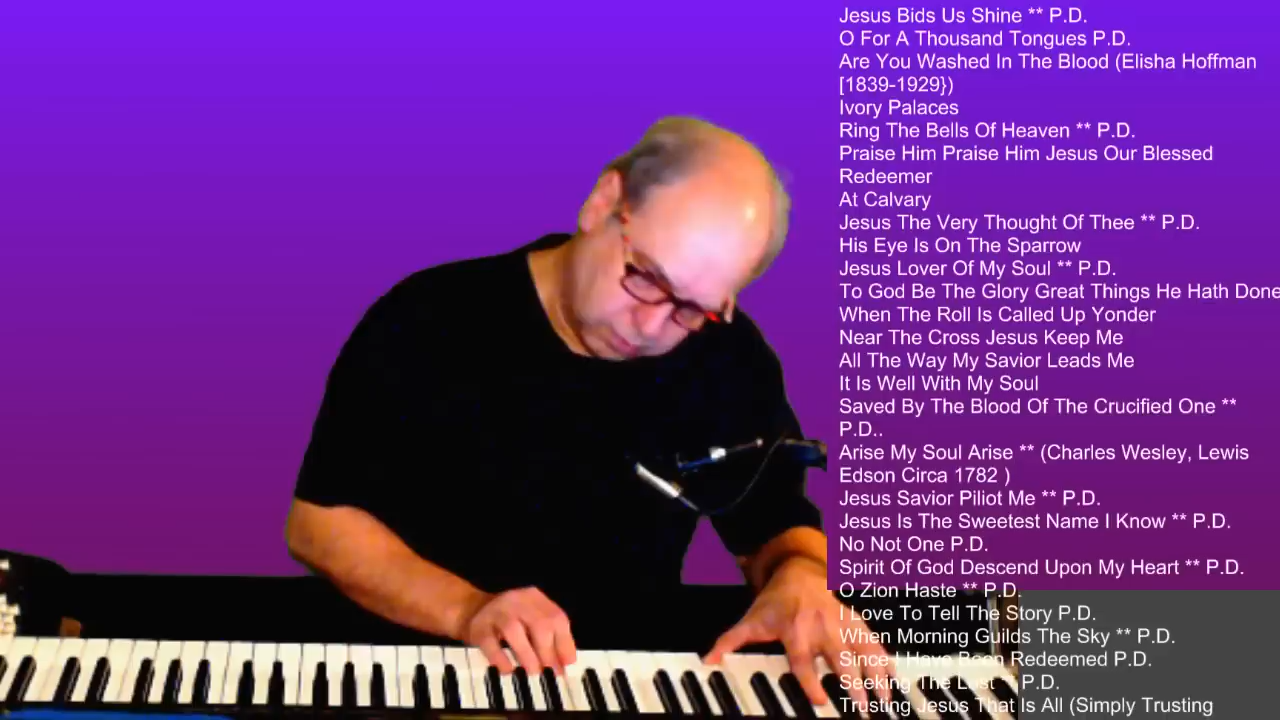 Jesus Bids Us Shine ** P.D.
O For A Thousand Tongues P.D.
Are You Washed In The Blood (Elisha Hoffman
[1839-1929})
Ivory Palaces
Ring The Bells Of Heaven ** P.D.
Praise Him Praise Him Jesus Our Blessed
Redeemer
At Calvary
Jesus The Very Thought Of Thee ** P.D.
His Eye Is On The Sparrow
Jesus Lover Of My Soul ** P.D.
To God Be The Glory Great Things He Hath Done
When The Roll Is Called Up Yonder
Near The Cross Jesus Keep Me
All The Way My Savior Leads Me
It Is Well With My Soul
Saved By The Blood Of The Crucified One **
P.D..
Arise My Soul Arise ** (Charles Wesley, Lewis
Edson Circa 1782 )
Jesus Savior Piliot Me ** P.D.
Jesus Is The Sweetest Name I Know ** P.D.
No Not One P.D.
Spirit Of God Descend Upon My Heart ** P.D.
O Zion Haste ** P.D.
I Love To Tell The Story P.D.
When Morning Guilds The Sky ** P.D.
Since I Have Been Redeemed P.D.
Seeking The Lost ** P.D.
Trusting Jesus That Is All (Simply Trusting